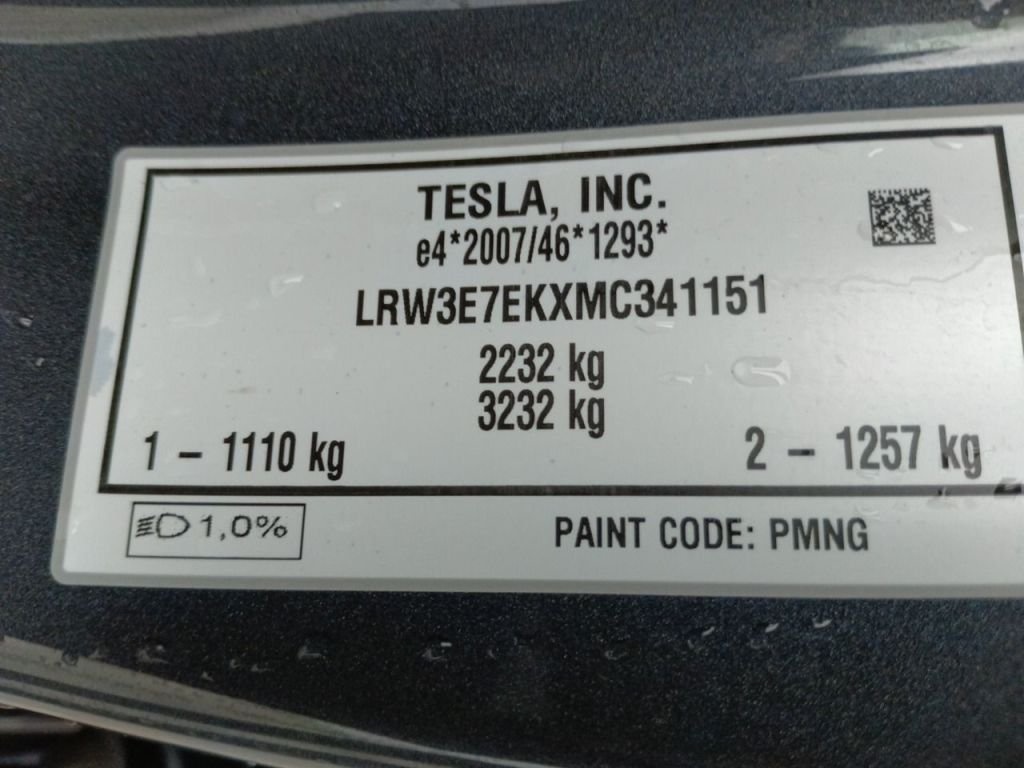 TESLA, INC.
e4*2007/46*1293*
LRW3E7EKXMC341151
2232 kg
3232 kg
1 – 1110 kg
2 – 1257 kg
1,0%
PAINT CODE: PMNG